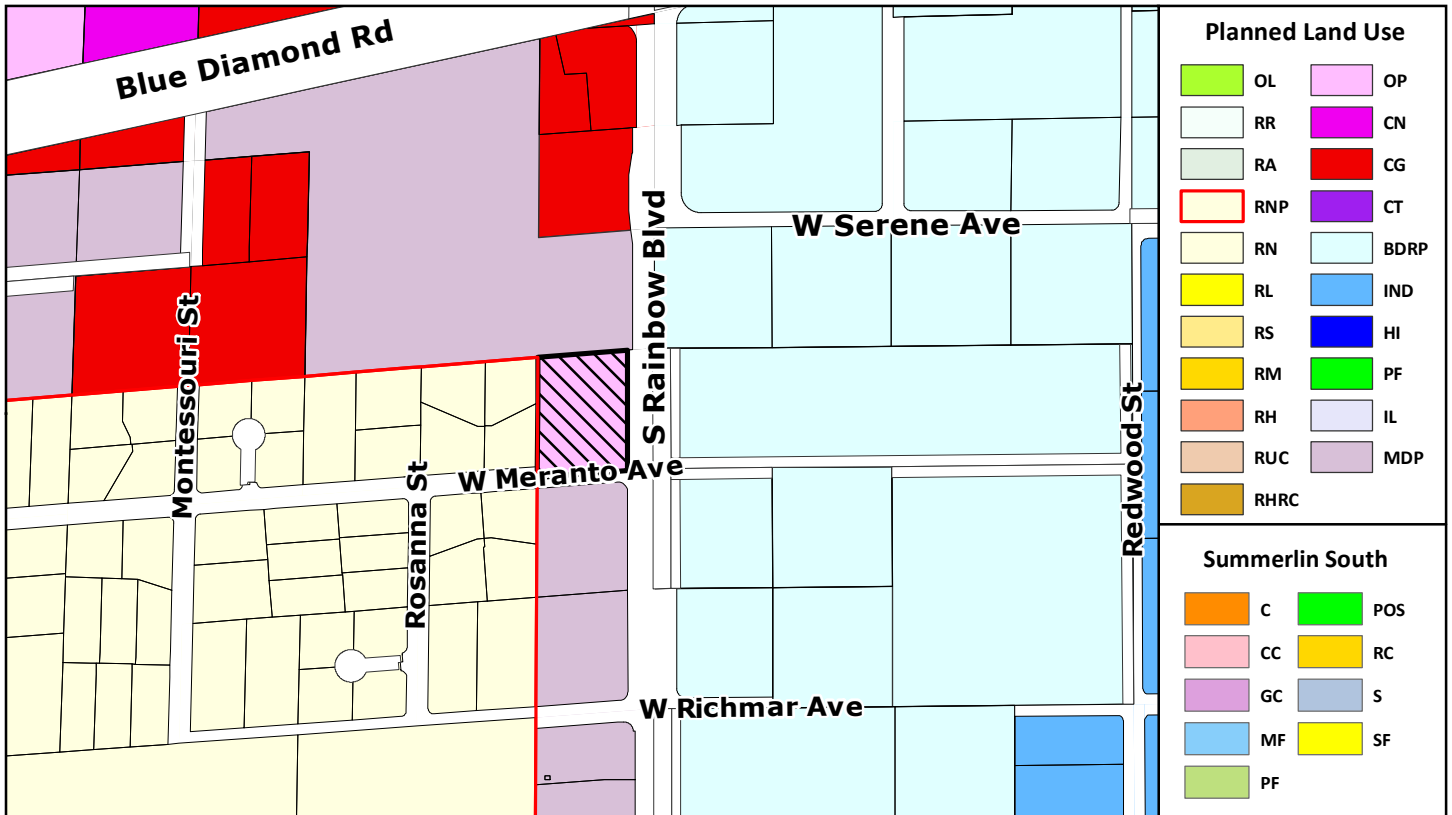 Blue Diamond Rd
W Serene Ave
S Rainbow Blvd
Montessouri St
Redwood St
W Meranto Ave
Rosanna St
W Richmar Ave
Planned Land Use
OL
OP
RR
CN
RA
CG
RNP
CT
RN
BDRP
RL
IND
RS
HI
RM
PF
RH
IL
RUC
MDP
RHRC
Summerlin South
C
POS
CC
RC
GC
S
MF
SF
PF